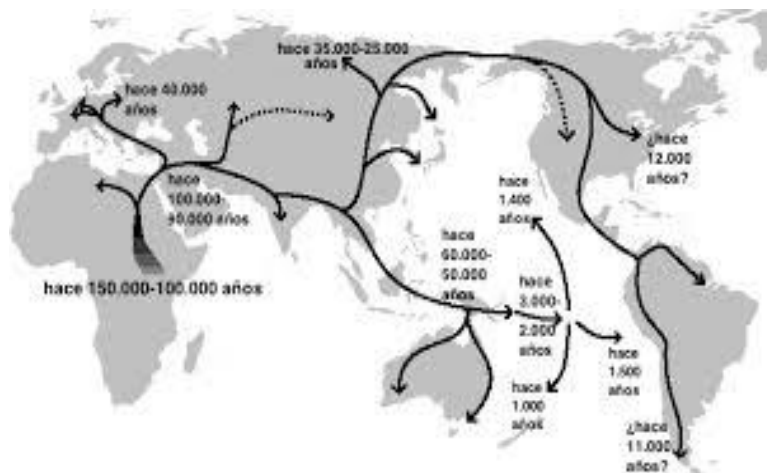 hace 40.000
años
hace 35.000-25.000
años
hace
100.000-
90.000 años
hace 150.000-100.000 años
hace
60.000-
50.000
años
hace
1.400
años
hace
3.000-
2.000
años
hace
1.000
años
hace
1.500
años
¿hace
12.000
años?
¿hace
11.000
años?